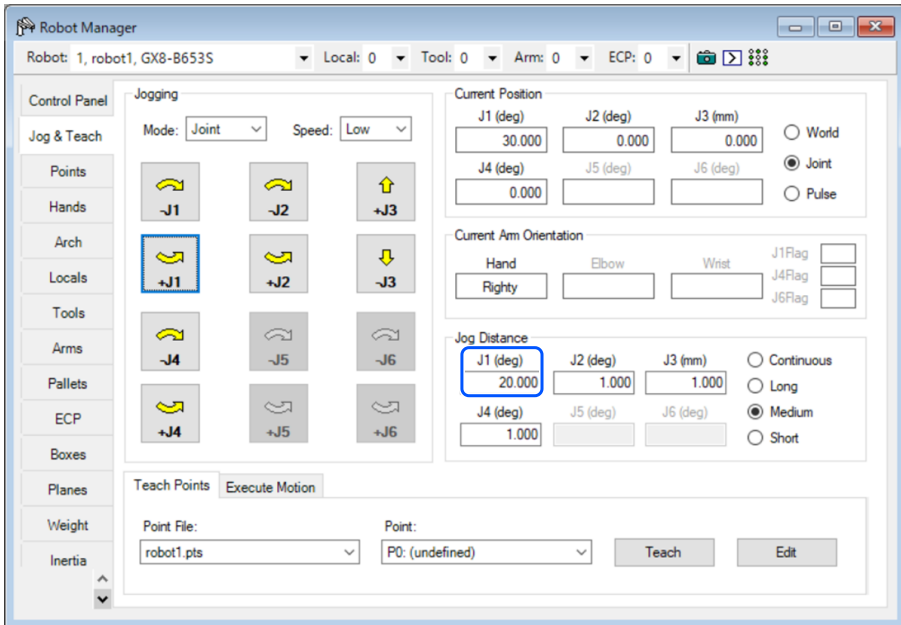 Robot Manager
Robot: 1, robot1, GX8-B653S Local: 0 Tool: 0 Arm: 0 ECP: 0
Control Panel
Jog & Teach
Points
Hands
Arch
Locals
Tools
Arms
Pallets
ECP
Boxes
Planes
Weight
Inertia
Jogging
Mode: Joint Speed: Low
-J1 -J2 +J3
+J1 +J2 -J3
-J4 -J5 -J6
+J4 +J5 +J6
Current Position
J1 (deg) J2 (deg) J3 (mm)
30.000 0.000 0.000
J4 (deg) J5 (deg) J6 (deg)
0.000
World
Joint
Pulse
Current Arm Orientation
Hand Elbow Wrist
Righty
J1Flag
J4Flag
J6Flag
Jog Distance
J1 (deg) J2 (deg) J3 (mm)
20.000 1.000 1.000
J4 (deg) J5 (deg) J6 (deg)
1.000
Continuous
Long
Medium
Short
Teach Points Execute Motion
Point File: Point:
robot1.pts P0: (undefined) Teach Edit